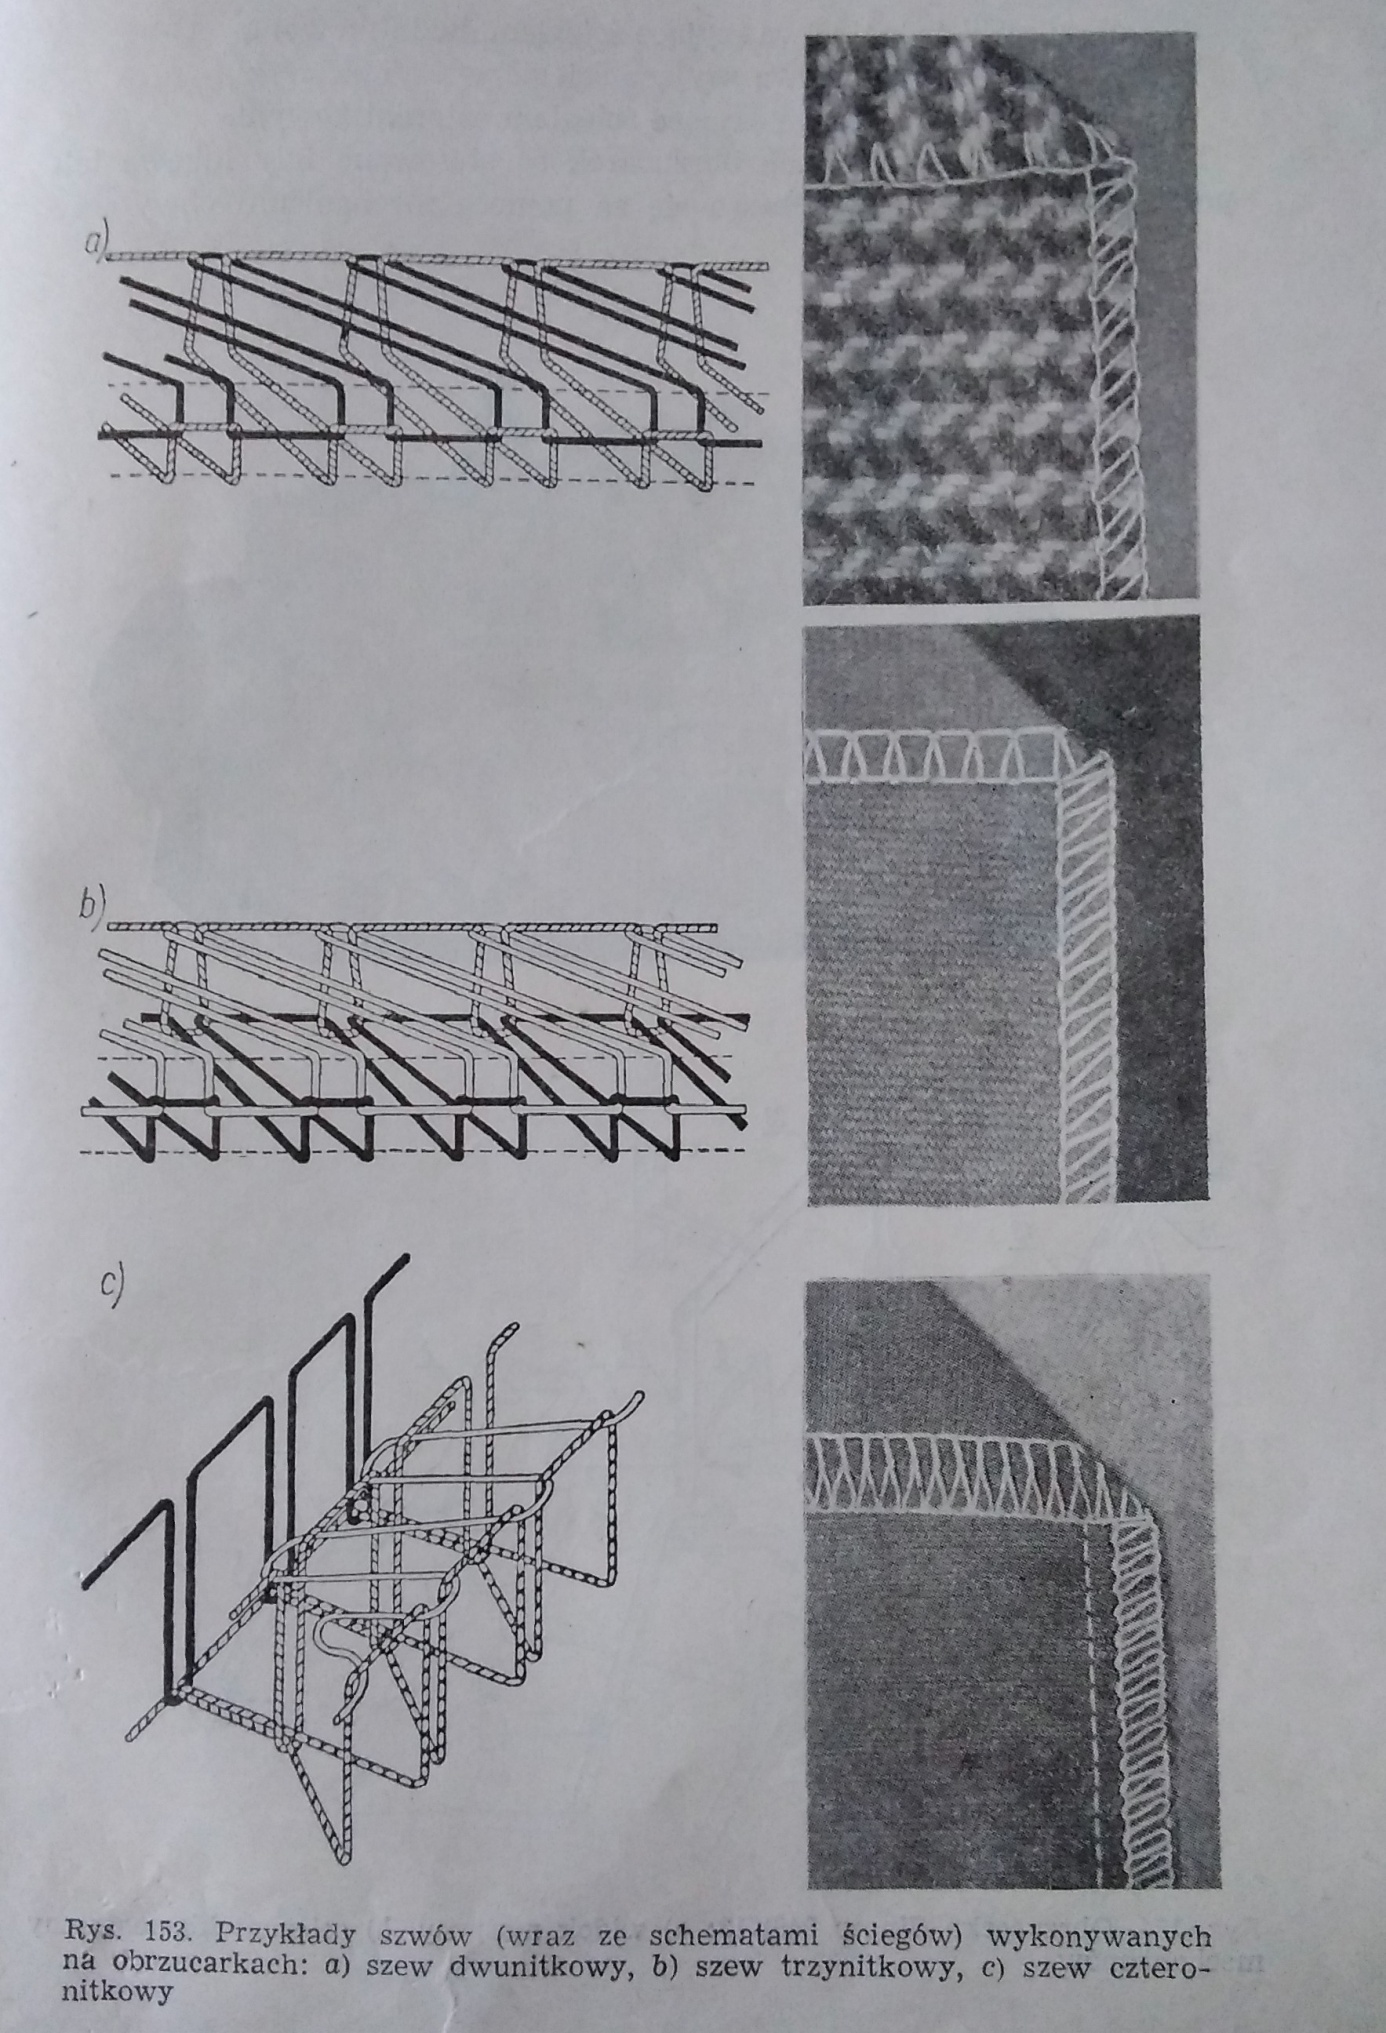 a)
b)
c)
Rys. 153. Przykłady szwów (wraz ze schematami ściegów) wykonywanych
na obrzucarkach: a) szew dwunitkowy, b) szew trzynitkowy, c) szew cztero-
nitkowy